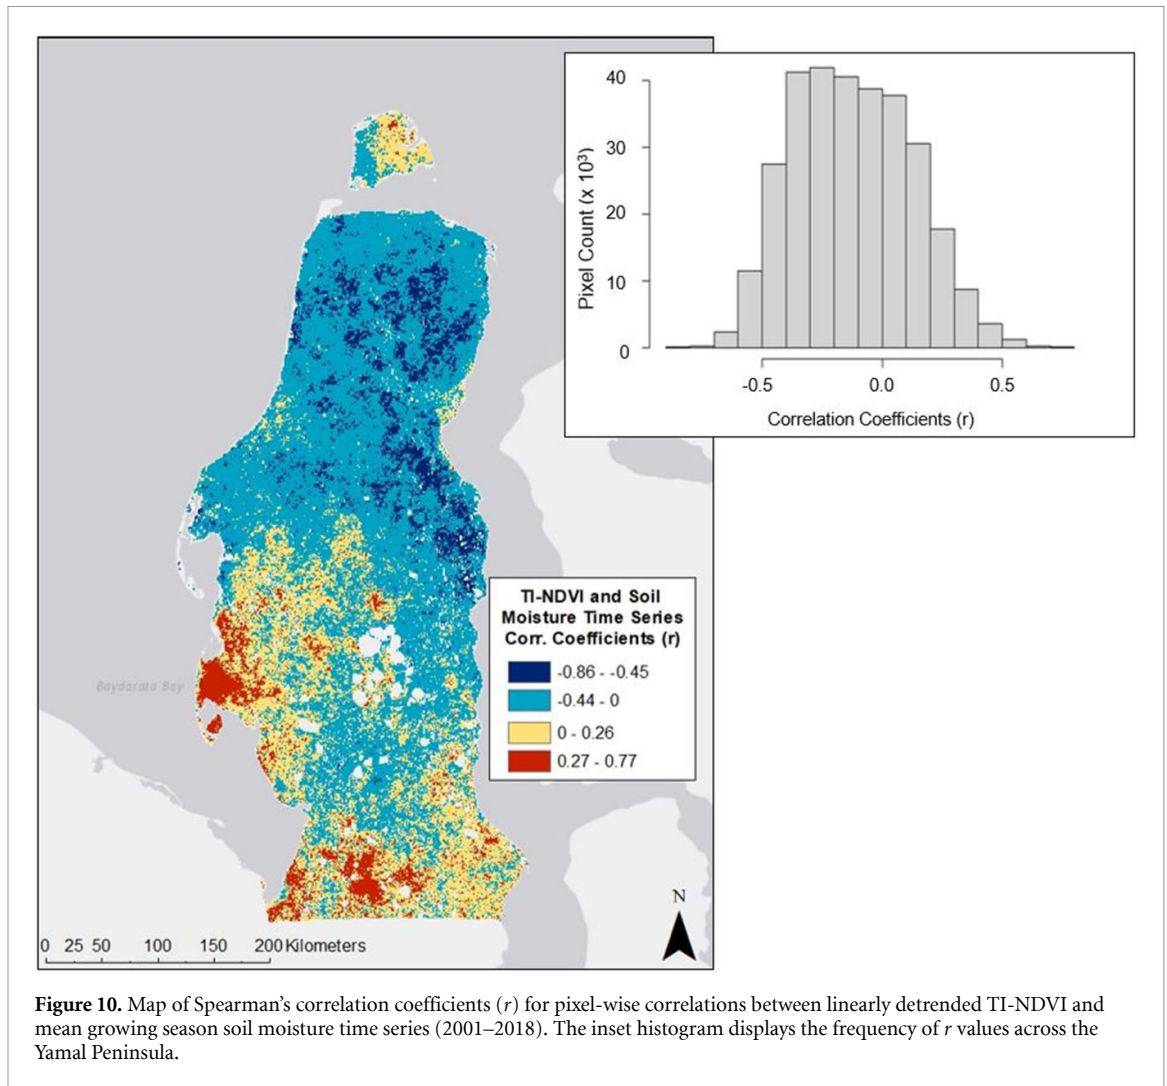 40
30
20
10
0
Pixel Count (x 10³)
-0.5 0.0 0.5
Correlation Coefficients (r)
TI-NDVI and Soil
Moisture Time Series
Corr. Coefficients (r)
-0.86 - -0.45
-0.44 - 0
0 - 0.26
0.27 - 0.77
Baydarata Bay
N
0 25 50 100 150 200 Kilometers
Figure 10. Map of Spearman's correlation coefficients (r) for pixel-wise correlations between linearly detrended TI-NDVI and
mean growing season soil moisture time series (2001–2018). The inset histogram displays the frequency of r values across the
Yamal Peninsula.